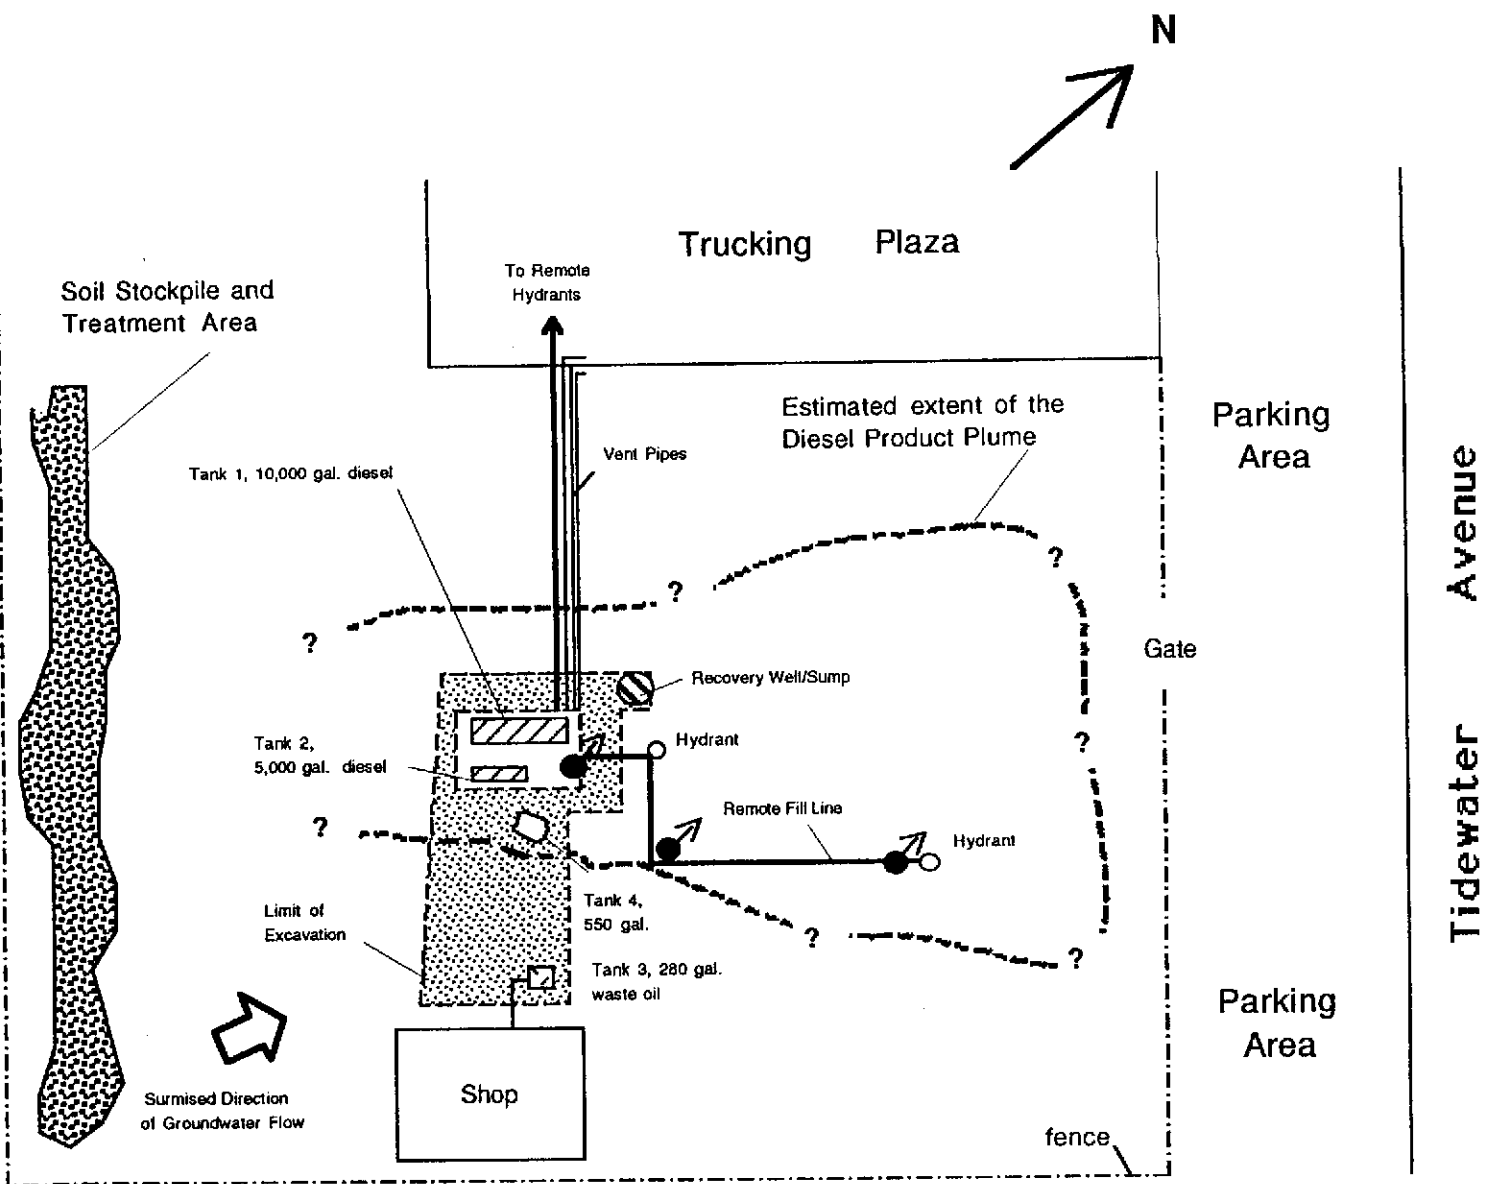 N
Trucking Plaza
To Remote
Hydrants
Soil Stockpile and
Treatment Area
Estimated extent of the
Diesel Product Plume
Parking
Area
Vent Pipes
Tank 1, 10,000 gal. diesel
?
?
?
Gate
Tidewater Avenue
Recovery Well/Sump
Hydrant
Tank 2,
5,000 gal. diesel
?
?
Remote Fill Line
Hydrant
Tank 4,
550 gal.
Limit of
Excavation
?
?
Tank 3, 280 gal.
waste oil
Parking
Area
Shop
Surmised Direction
of Groundwater Flow
fence